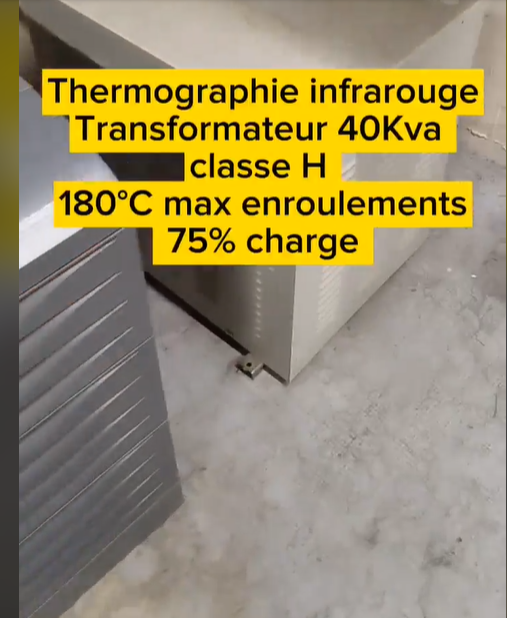 Thermographie infrarouge
Transformateur 40Kva
classe H
180°C max enroulements
75% charge